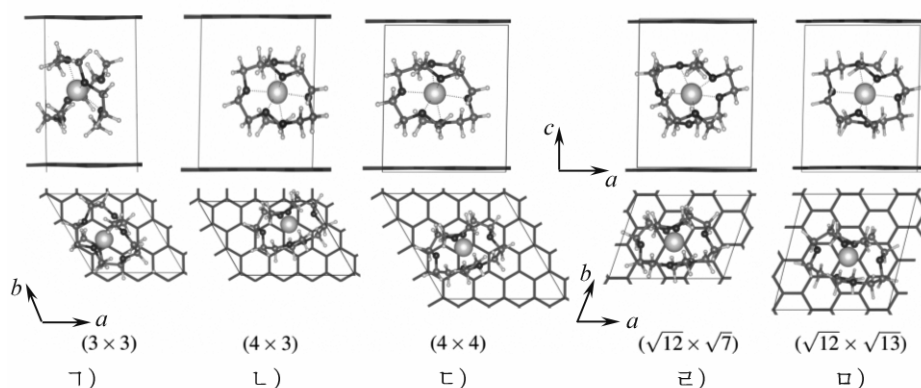 c
a
b
a
b
a
(3 × 3)
(4 × 3)
(4 × 4)
(√12 × √7)
(√12 × √13)
ㄱ)
ㄴ)
ㄷ)
ㄹ)
ㅁ)